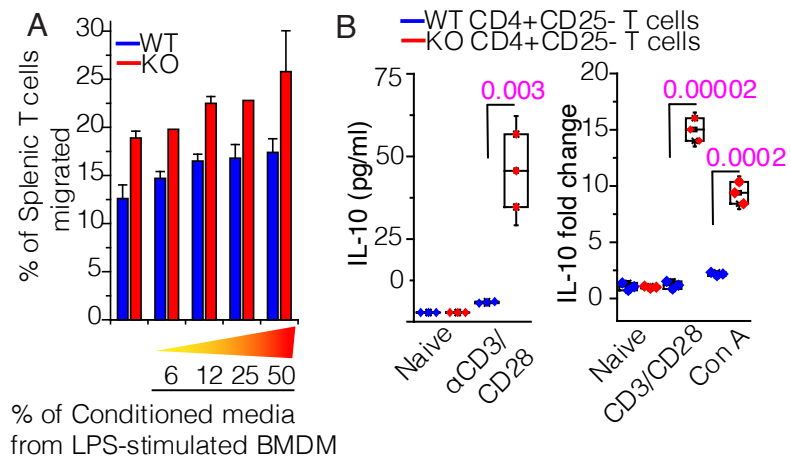 A
WT
KO
% of Splenic T cells
migrated
30
25
20
15
10
5
0
6 12 25 50
% of Conditioned media
from LPS-stimulated BMDM
B
WT CD4+CD25- T cells
KO CD4+CD25- T cells
IL-10 (pg/ml)
75
50
25
0
0.003
Naive
αCD3/
CD28
IL-10 fold change
20
15
10
5
0
0.00002
0.0002
Naive
CD3/CD28
Con A